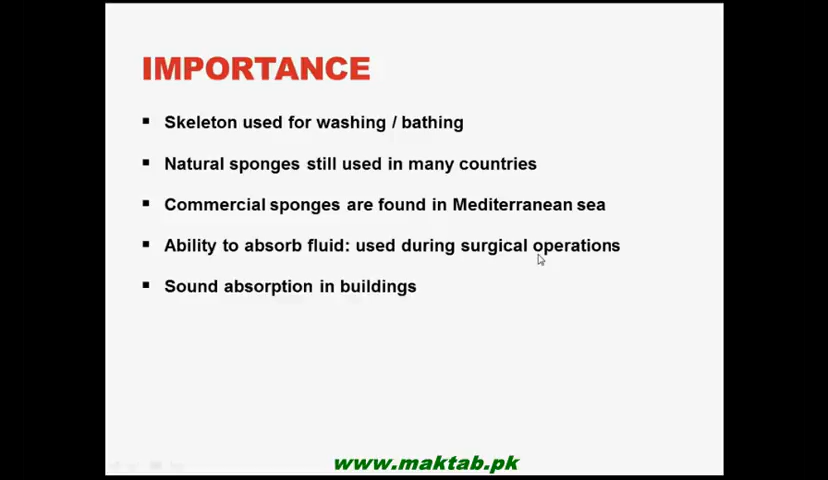 IMPORTANCE
▪ Skeleton used for washing / bathing
▪ Natural sponges still used in many countries
▪ Commercial sponges are found in Mediterranean sea
▪ Ability to absorb fluid: used during surgical operations
▪ Sound absorption in buildings
www.maktab.pk